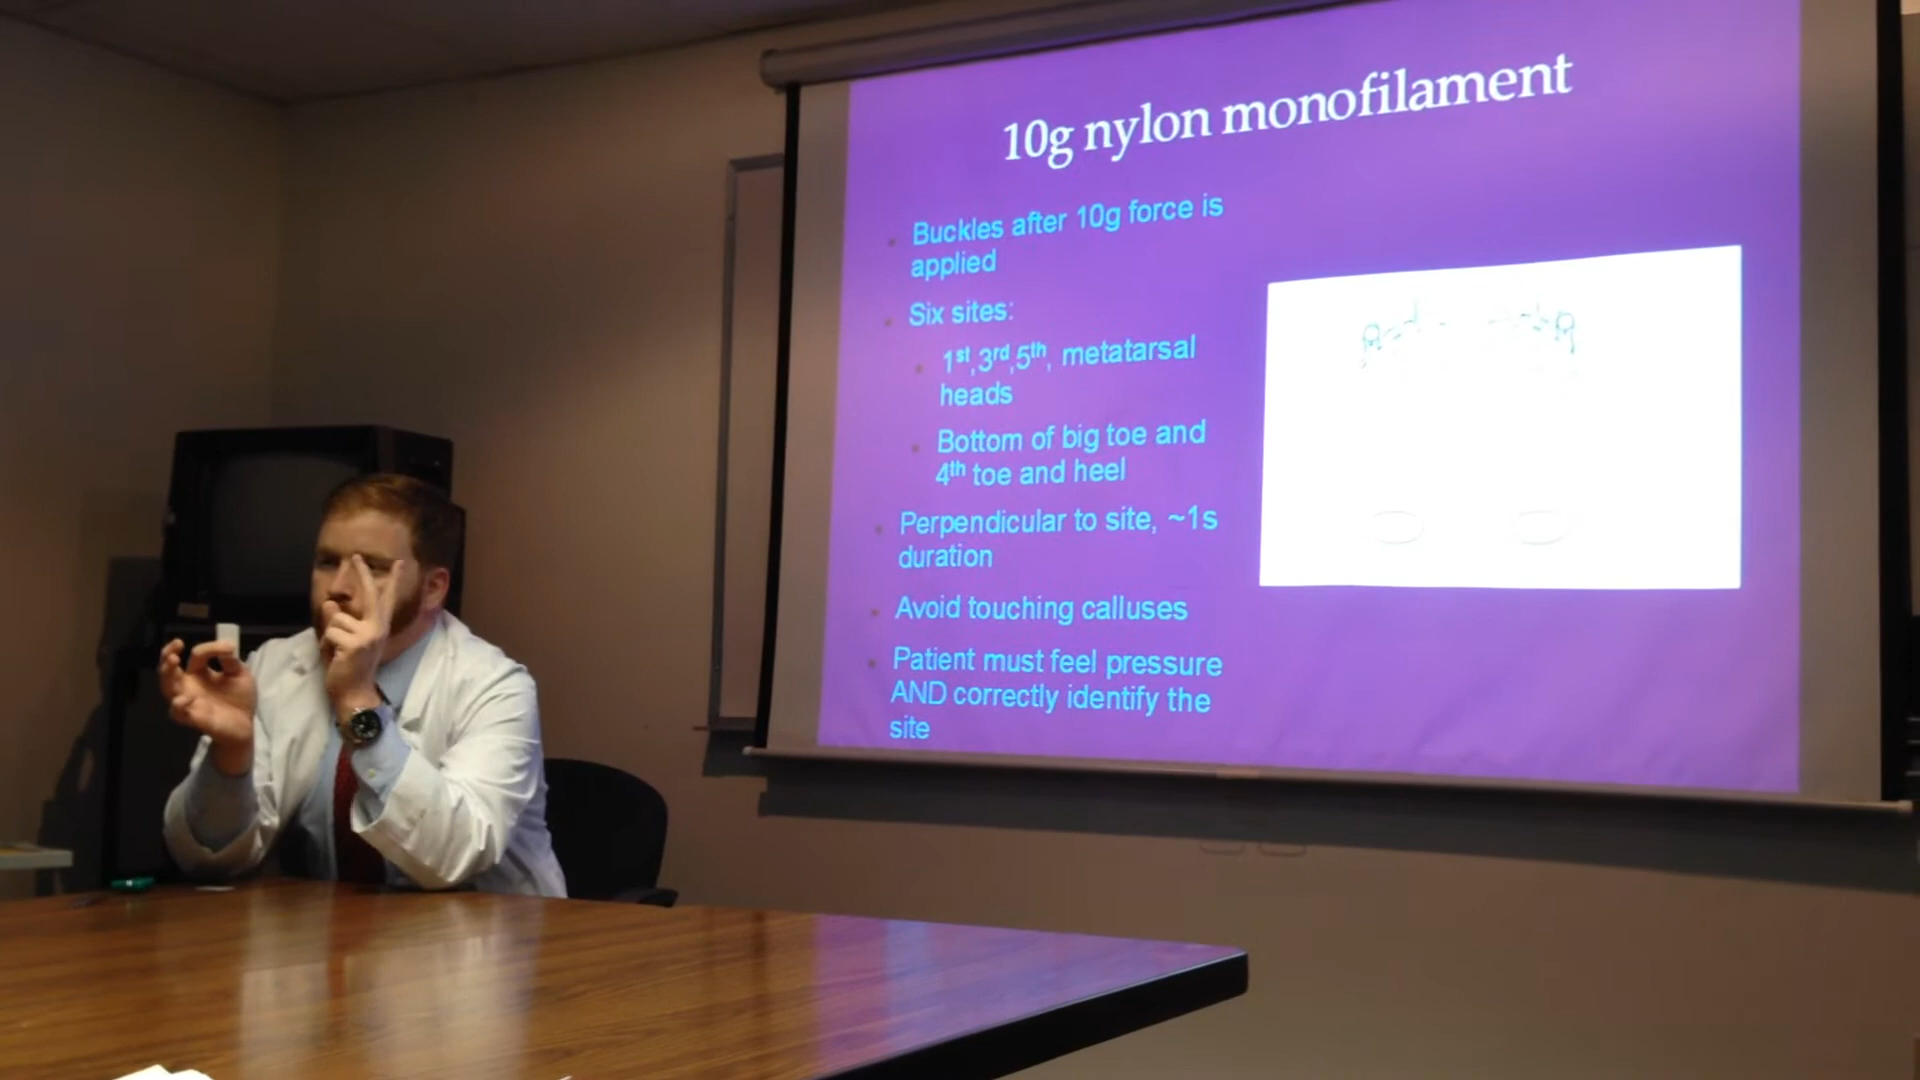 10g nylon monofilament
Buckles after 10g force is
applied
Six sites:
1st,3rd,5th, metatarsal
heads
Bottom of big toe and
4th toe and heel
Perpendicular to site, ~1s
duration
Avoid touching calluses
Patient must feel pressure
AND correctly identify the
site